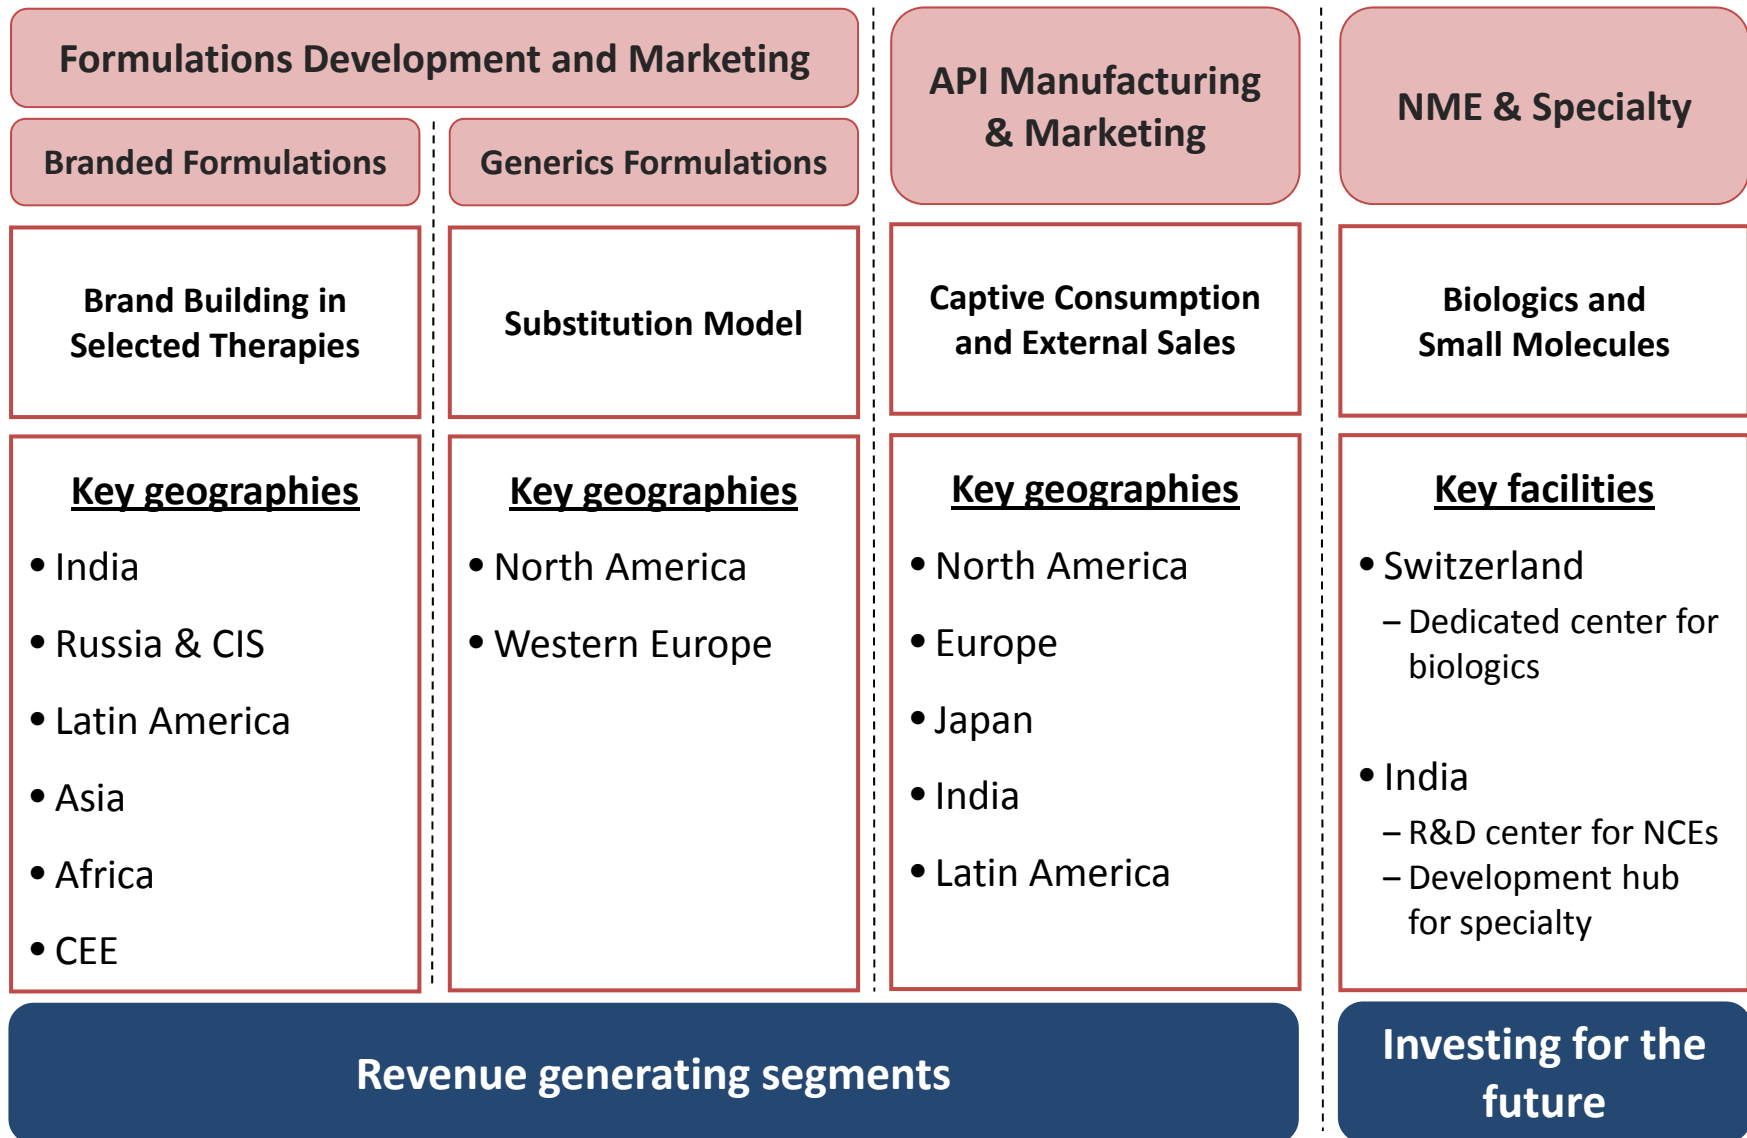 Formulations Development and Marketing
Branded Formulations
Generics Formulations
API Manufacturing
& Marketing
NME & Specialty
Brand Building in
Selected Therapies
Substitution Model
Captive Consumption
and External Sales
Biologics and
Small Molecules
Key geographies
• India
• Russia & CIS
• Latin America
• Asia
• Africa
• CEE
Key geographies
• North America
• Western Europe
Key geographies
• North America
• Europe
• Japan
• India
• Latin America
Key facilities
• Switzerland
– Dedicated center for
biologics
• India
– R&D center for NCEs
– Development hub
for specialty
Revenue generating segments
Investing for the
future